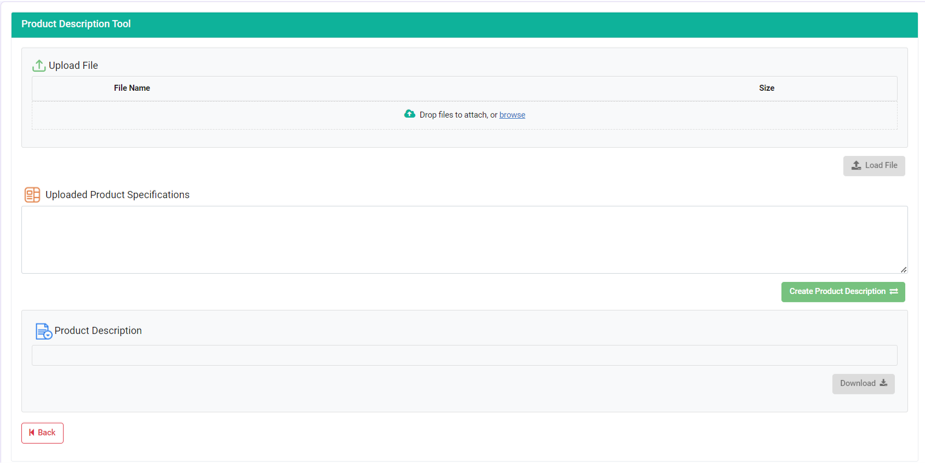 Product Description Tool
Upload File
File Name Size
Drop files to attach, or browse
Load File
Uploaded Product Specifications
Create Product Description
Product Description
Download
Back